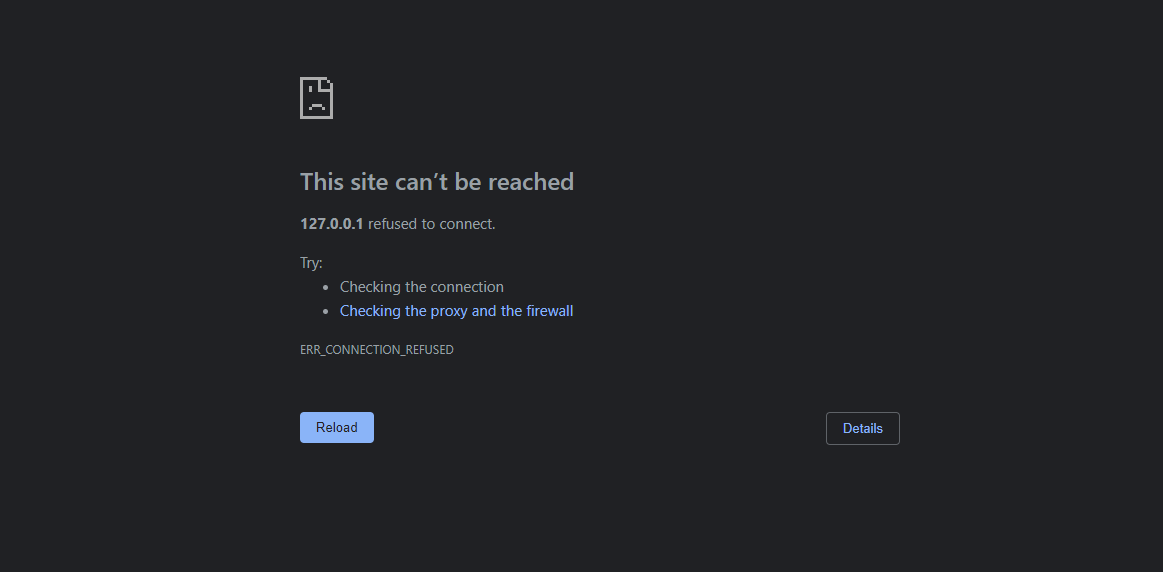 This site can’t be reached
127.0.0.1 refused to connect.
Try:
• Checking the connection
• Checking the proxy and the firewall
ERR_CONNECTION_REFUSED
Reload
Details